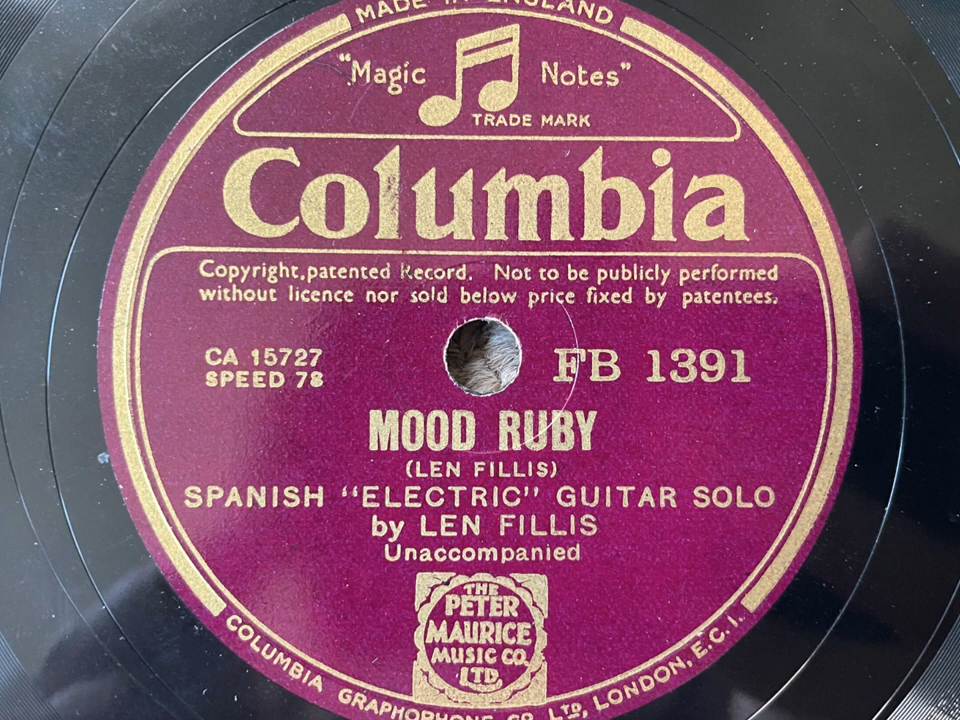 MADE IN ENGLAND
"Magic Notes"
TRADE MARK
Columbia
Copyright, patented Record. Not to be publicly performed
without licence nor sold below price fixed by patentees.
CA 15727
SPEED 78
FB 1391
MOOD RUBY
(LEN FILLIS)
SPANISH "ELECTRIC" GUITAR SOLO
by LEN FILLIS
Unaccompanied
THE
PETER
MAURICE
MUSIC CO.
LTD.
COLUMBIA GRAPHOPHONE CO. LTD, LONDON, E.C.1.